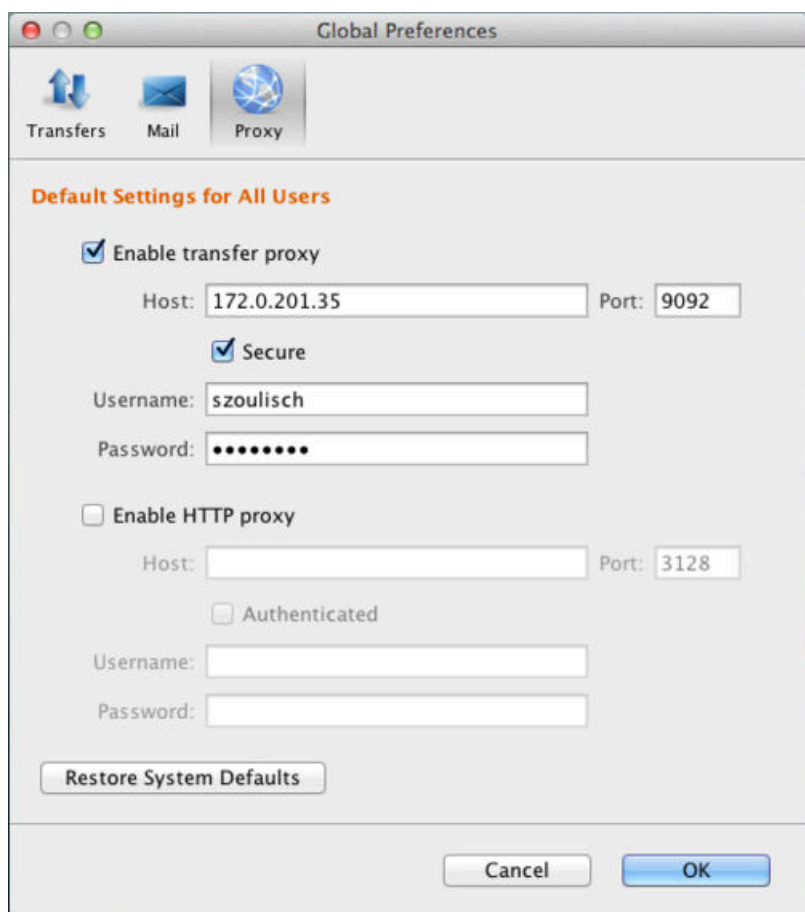 Global Preferences
Transfers Mail Proxy
Default Settings for All Users
Enable transfer proxy
Host: 172.0.201.35 Port: 9092
Secure
Username: szoulisch
Password: ••••••••
Enable HTTP proxy
Host: Port: 3128
Authenticated
Username:
Password:
Restore System Defaults
Cancel OK